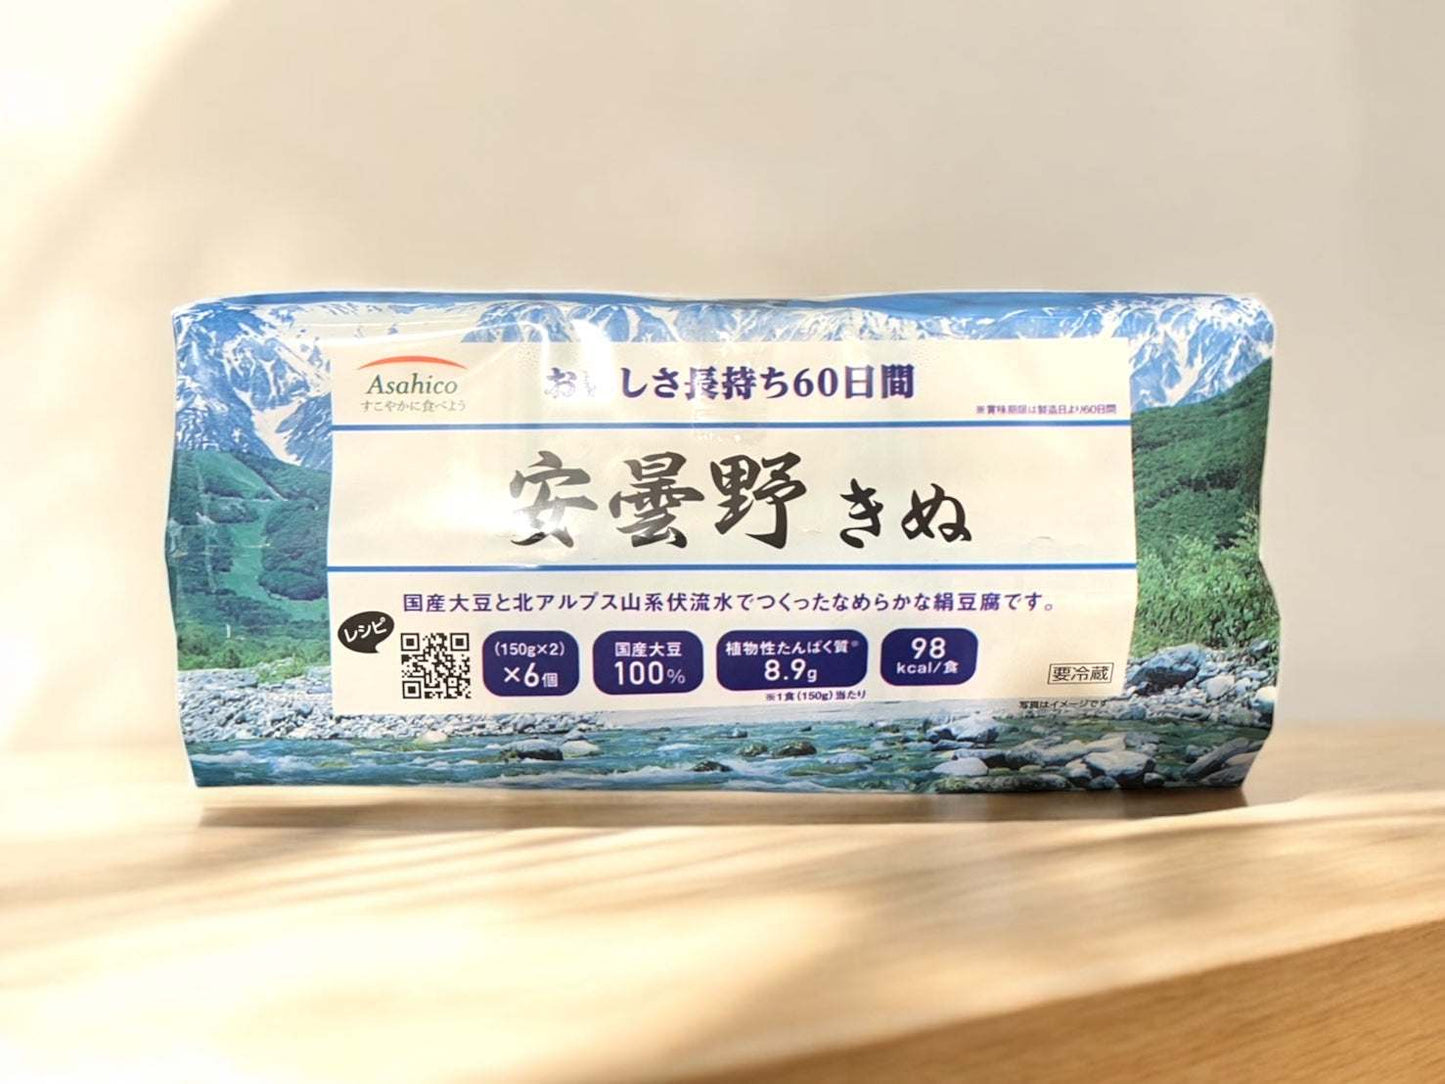 Asahico
すこやかに食べよう
おいしさ長持ち60日間
※賞味期限は製造日より60日間
安曇野 きぬ
国産大豆と北アルプス山系伏流水でつくったなめらかな絹豆腐です。
レシピ
(150g×2)
×6個
国産大豆
100%
植物性たんぱく質※
8.9g
※1食(150g)当たり
98
kcal/食
要冷蔵
写真はイメージです